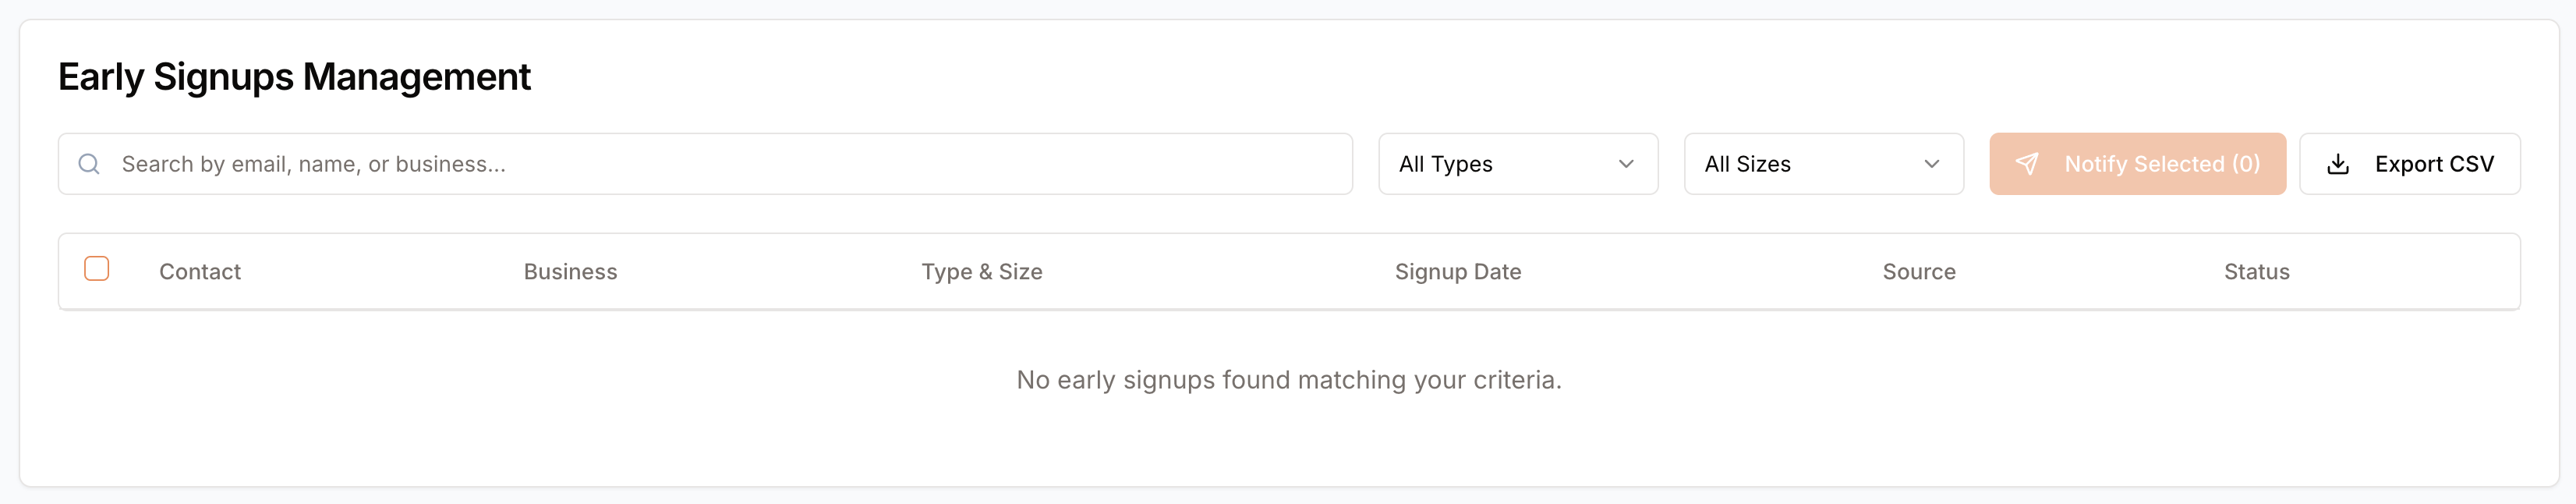 Early Signups Management
Search by email, name, or business...
All Types
All Sizes
Notify Selected (0)
Export CSV
Contact Business Type & Size Signup Date Source Status
No early signups found matching your criteria.